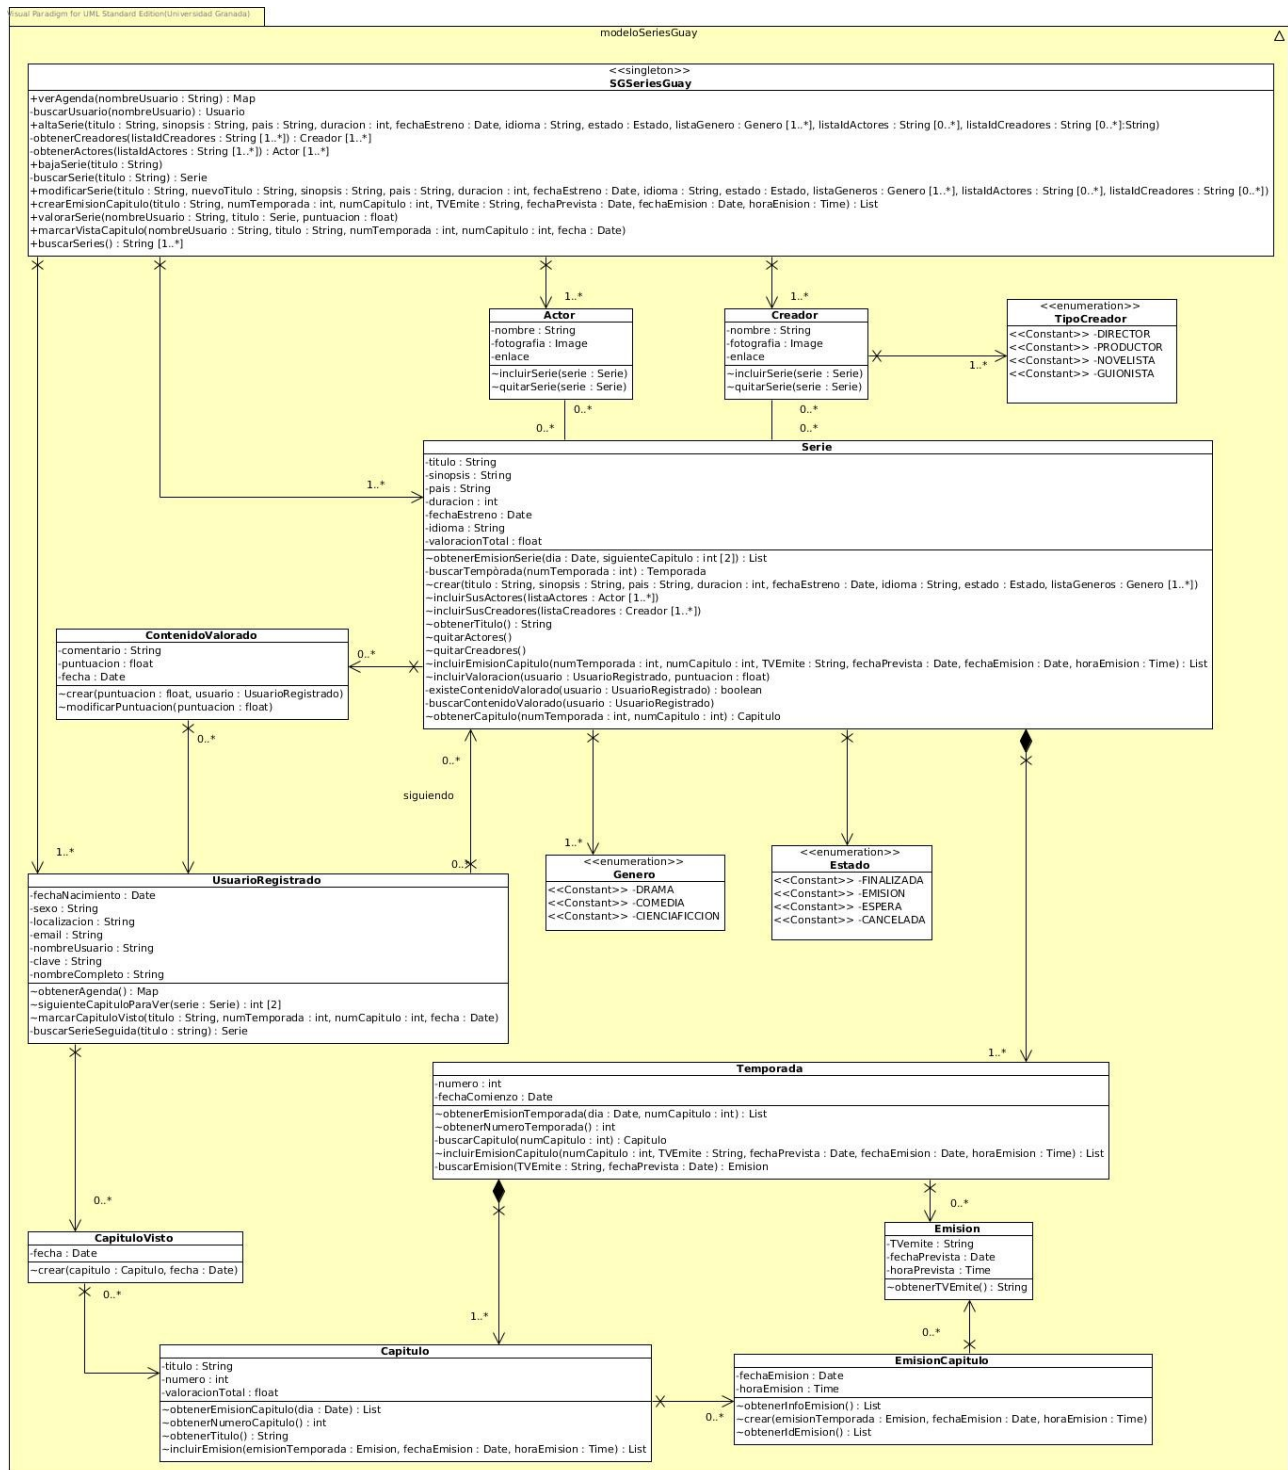 Visual Paradigm for UML Standard Edition(Universidad Granada)
modeloSeriesGuay
<<singleton>>
SGSeriesGuay
+verAgenda(nombreUsuario : String) : Map
-buscarUsuario(nombreUsuario) : Usuario
+altaSerie(titulo : String, sinopsis : String, pais : String, duracion : int, fechaEstreno : Date, idioma : String, estado : Estado, listaGenero : Genero [1..*], listaIdActores : String [0..*], listaIdCreadores : String [0..*]:String)
-obtenerCreadores(listaIdCreadores : String [1..*]) : Creador [1..*]
-obtenerActores(listaIdActores : String [1..*]) : Actor [1..*]
+bajaSerie(titulo : String)
-buscarSerie(titulo : String) : Serie
+modificarSerie(titulo : String, nuevoTitulo : String, sinopsis : String, pais : String, duracion : int, fechaEstreno : Date, idioma : String, estado : Estado, listaGeneros : Genero [1..*], listaIdActores : String [0..*], listaIdCreadores : String [0..*])
+crearEmisionCapitulo(titulo : String, numTemporada : int, numCapitulo : int, TVEmite : String, fechaPrevista : Date, fechaEmision : Date, horaEnision : Time) : List
+valorarSerie(nombreUsuario : String, titulo : Serie, puntuacion : float)
+marcarVistaCapitulo(nombreUsuario : String, titulo : String, numTemporada : int, numCapitulo : int, fecha : Date)
+buscarSeries() : String [1..*]
1..*
1..*
Actor
-nombre : String
-fotografia : Image
-enlace
~incluirSerie(serie : Serie)
~quitarSerie(serie : Serie)
Creador
-nombre : String
-fotografia : Image
-enlace
~incluirSerie(serie : Serie)
~quitarSerie(serie : Serie)
1..*
<<enumeration>>
TipoCreador
<<Constant>> -DIRECTOR
<<Constant>> -PRODUCTOR
<<Constant>> -NOVELISTA
<<Constant>> -GUIONISTA
0..*
0..*
0..*
0..*
1..*
Serie
-titulo : String
-sinopsis : String
-pais : String
-duracion : int
-fechaEstreno : Date
-idioma : String
-valoracionTotal : float
~obtenerEmisionSerie(dia : Date, siguienteCapitulo : int [2]) : List
-buscarTemporada(numTemporada : int) : Temporada
~crear(titulo : String, sinopsis : String, pais : String, duracion : int, fechaEstreno : Date, idioma : String, estado : Estado, listaGeneros : Genero [1..*])
~incluirSusActores(listaActores : Actor [1..*])
~incluirSusCreadores(listaCreadores : Creador [1..*])
~obtenerTitulo() : String
~quitarActores()
~quitarCreadores()
~incluirEmisionCapitulo(numTemporada : int, numCapitulo : int, TVEmite : String, fechaPrevista : Date, fechaEmision : Date, horaEmision : Time) : List
~incluirValoracion(usuario : UsuarioRegistrado, puntuacion : float)
-existeContenidoValorado(usuario : UsuarioRegistrado) : boolean
-buscarContenidoValorado(usuario : UsuarioRegistrado)
~obtenerCapitulo(numTemporada : int, numCapitulo : int) : Capitulo
ContenidoValorado
-comentario : String
-puntuacion : float
-fecha : Date
~crear(puntuacion : float, usuario : UsuarioRegistrado)
~modificarPuntuacion(puntuacion : float)
0..*
0..*
0..*
siguiendo
0..*
1..*
1..*
<<enumeration>>
Genero
<<Constant>> -DRAMA
<<Constant>> -COMEDIA
<<Constant>> -CIENCIAFICCION
<<enumeration>>
Estado
<<Constant>> -FINALIZADA
<<Constant>> -EMISION
<<Constant>> -ESPERA
<<Constant>> -CANCELADA
UsuarioRegistrado
-fechaNacimiento : Date
-sexo : String
-localizacion : String
-email : String
-nombreUsuario : String
-clave : String
-nombreCompleto : String
~obtenerAgenda() : Map
~siguienteCapituloParaVer(serie : Serie) : int [2]
~marcarCapituloVisto(titulo : String, numTemporada : int, numCapitulo : int, fecha : Date)
-buscarSerieSeguida(titulo : string) : Serie
1..*
Temporada
-numero : int
-fechaComienzo : Date
~obtenerEmisionTemporada(dia : Date, numCapitulo : int) : List
~obtenerNumeroTemporada() : int
-buscarCapitulo(numCapitulo : int) : Capitulo
~incluirEmisionCapitulo(numCapitulo : int, TVEmite : String, fechaPrevista : Date, fechaEmision : Date, horaEmision : Time) : List
-buscarEmision(TVEmite : String, fechaPrevista : Date) : Emision
0..*
0..*
CapituloVisto
-fecha : Date
~crear(capitulo : Capitulo, fecha : Date)
0..*
Emision
-TVemite : String
-fechaPrevista : Date
-horaPrevista : Time
~obtenerTVEmite() : String
1..*
0..*
Capitulo
-titulo : String
-numero : int
-valoracionTotal : float
~obtenerEmisionCapitulo(dia : Date) : List
~obtenerNumeroCapitulo() : int
~obtenerTitulo() : String
~incluirEmision(emisionTemporada : Emision, fechaEmision : Date, horaEmision : Time) : List
0..*
EmisionCapitulo
-fechaEmision : Date
-horaEmision : Time
~obtenerInfoEmision() : List
~crear(emisionTemporada : Emision, fechaEmision : Date, horaEmision : Time)
~obtenerIdEmision() : List